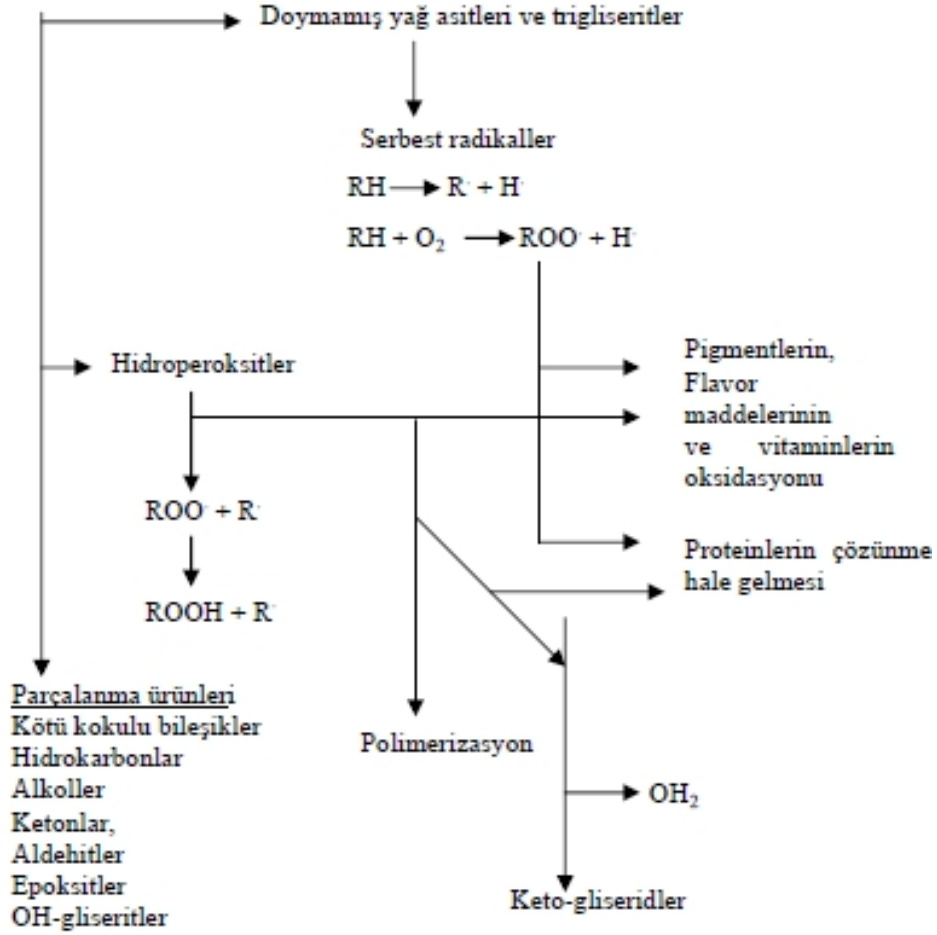 Doymamış yağ asitleri ve trigliseritler
Serbest radikaller
RH → R· + H·
RH + O₂ → ROO· + H·
Hidroperoksitler
ROO· + R·
ROOH + R·
Pigmentlerin,
Flavor
maddelerinin
ve vitaminlerin
oksidasyonu
Proteinlerin çözünme
hale gelmesi
Parçalanma ürünleri
Kötü kokulu bileşikler
Hidrokarbonlar
Alkoller
Ketonlar,
Aldehitler
Epoksitler
OH-gliseritler
Polimerizasyon
OH₂
Keto-gliseridler